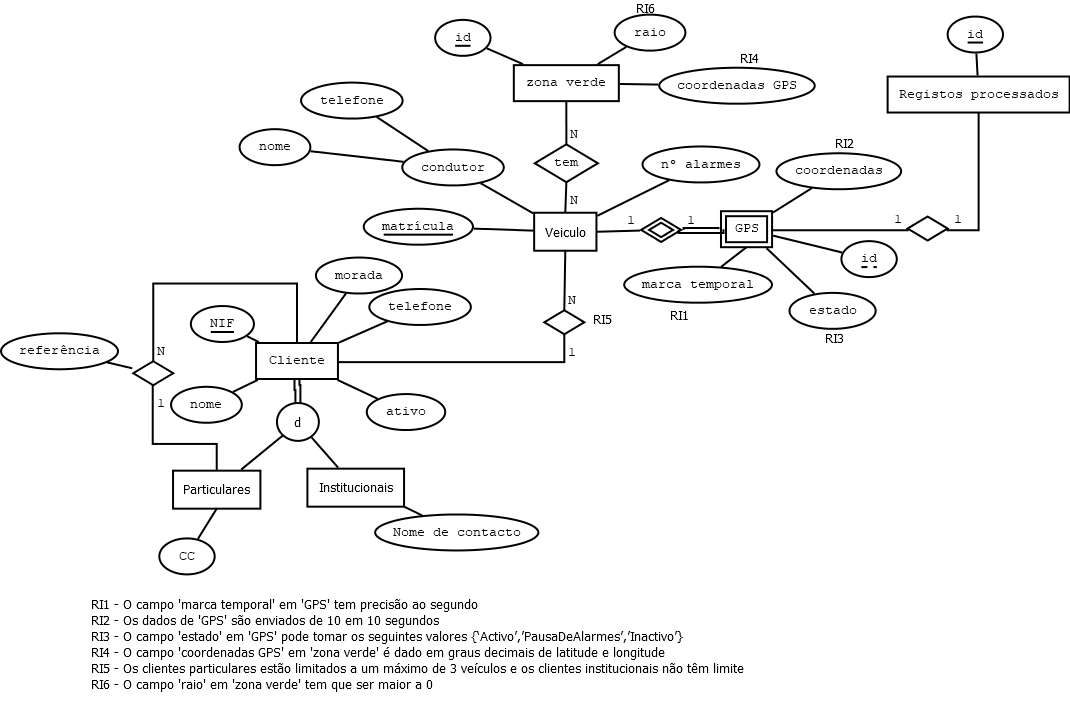 RI6
id
raio
id
RI4
zona verde
coordenadas GPS
Registos processados
telefone
N
RI2
nome
condutor
tem
nº alarmes
coordenadas
N
matrícula
Veiculo
1
1
GPS
1
1
id
morada
marca temporal
telefone
N
RI1
estado
NIF
RI5
RI3
referência
N
Cliente
1
1
nome
ativo
d
Particulares
Institucionais
Nome de contacto
CC
RI1 - O campo 'marca temporal' em 'GPS' tem precisão ao segundo
RI2 - Os dados de 'GPS' são enviados de 10 em 10 segundos
RI3 - O campo 'estado' em 'GPS' pode tomar os seguintes valores {‘Activo’,’PausaDeAlarmes’,’Inactivo’}
RI4 - O campo 'coordenadas GPS' em 'zona verde' é dado em graus decimais de latitude e longitude
RI5 - Os clientes particulares estão limitados a um máximo de 3 veículos e os clientes institucionais não têm limite
RI6 - O campo 'raio' em 'zona verde' tem que ser maior a 0